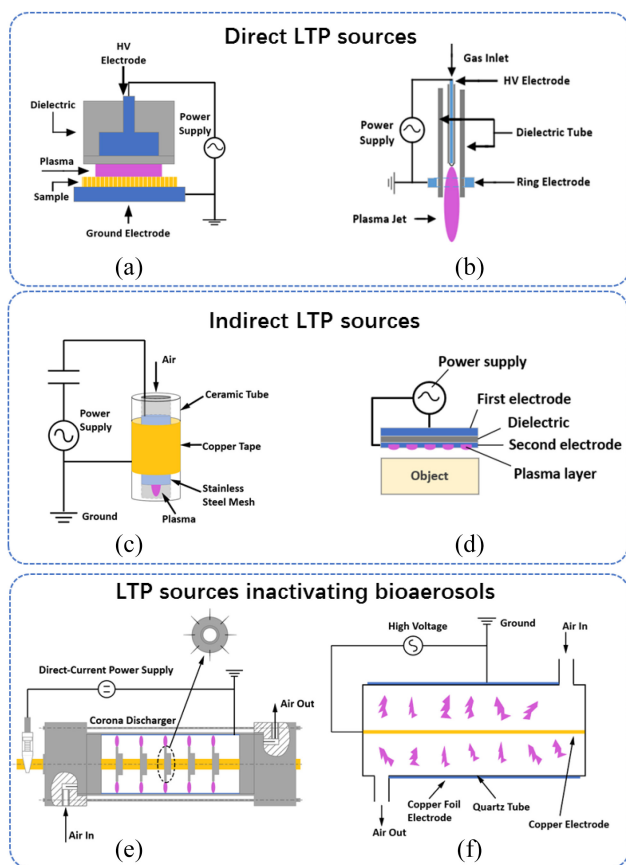 Direct LTP sources
HV
Electrode
Dielectric
Power
Supply
Plasma
Sample
Ground Electrode
(a)
Gas Inlet
HV Electrode
Power
Supply
Dielectric Tube
Ring Electrode
Plasma Jet
(b)
Indirect LTP sources
Air
Ceramic Tube
Power
Supply
Copper Tape
Stainless
Steel Mesh
Ground
Plasma
(c)
Power supply
First electrode
Dielectric
Second electrode
Plasma layer
Object
(d)
LTP sources inactivating bioaerosols
Direct-Current Power Supply
Corona Discharger
Air Out
Air In
(e)
High Voltage
Ground
Air In
Copper Foil
Electrode
Quartz Tube
Copper Electrode
Air Out
(f)